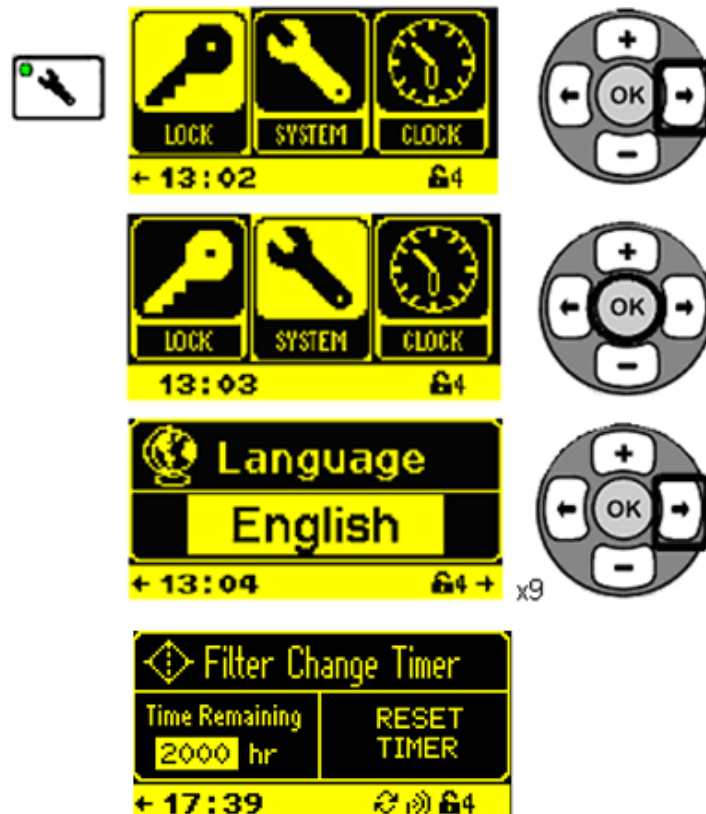 LOCK SYSTEM CLOCK
← 13:02 4
+
← OK →
−
LOCK SYSTEM CLOCK
13:03 4
+
← OK →
−
Language
English
← 13:04 4 →
x9
+
← OK →
−
Filter Change Timer
Time Remaining
2000 hr
RESET
TIMER
← 17:39 4